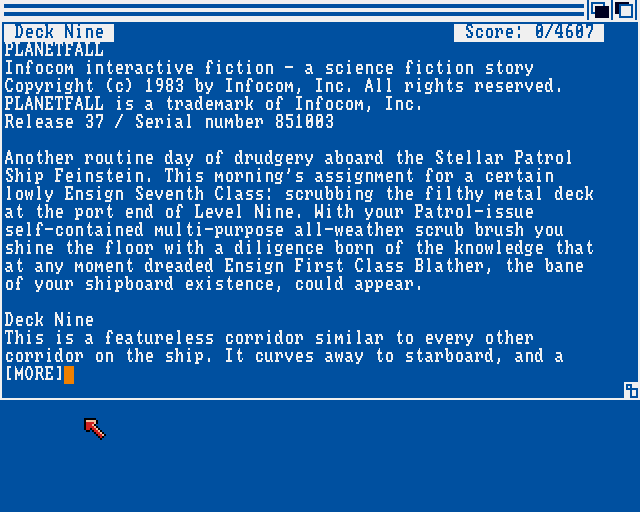 Deck Nine Score: 0/4607
PLANETFALL
Infocom interactive fiction - a science fiction story
Copyright (c) 1983 by Infocom, Inc. All rights reserved.
PLANETFALL is a trademark of Infocom, Inc.
Release 37 / Serial number 851003
Another routine day of drudgery aboard the Stellar Patrol
Ship Feinstein. This morning's assignment for a certain
lowly Ensign Seventh Class: scrubbing the filthy metal deck
at the port end of Level Nine. With your Patrol-issue
self-contained multi-purpose all-weather scrub brush you
shine the floor with a diligence born of the knowledge that
at any moment dreaded Ensign First Class Blather, the bane
of your shipboard existence, could appear.
Deck Nine
This is a featureless corridor similar to every other
corridor on the ship. It curves away to starboard, and a
[MORE]